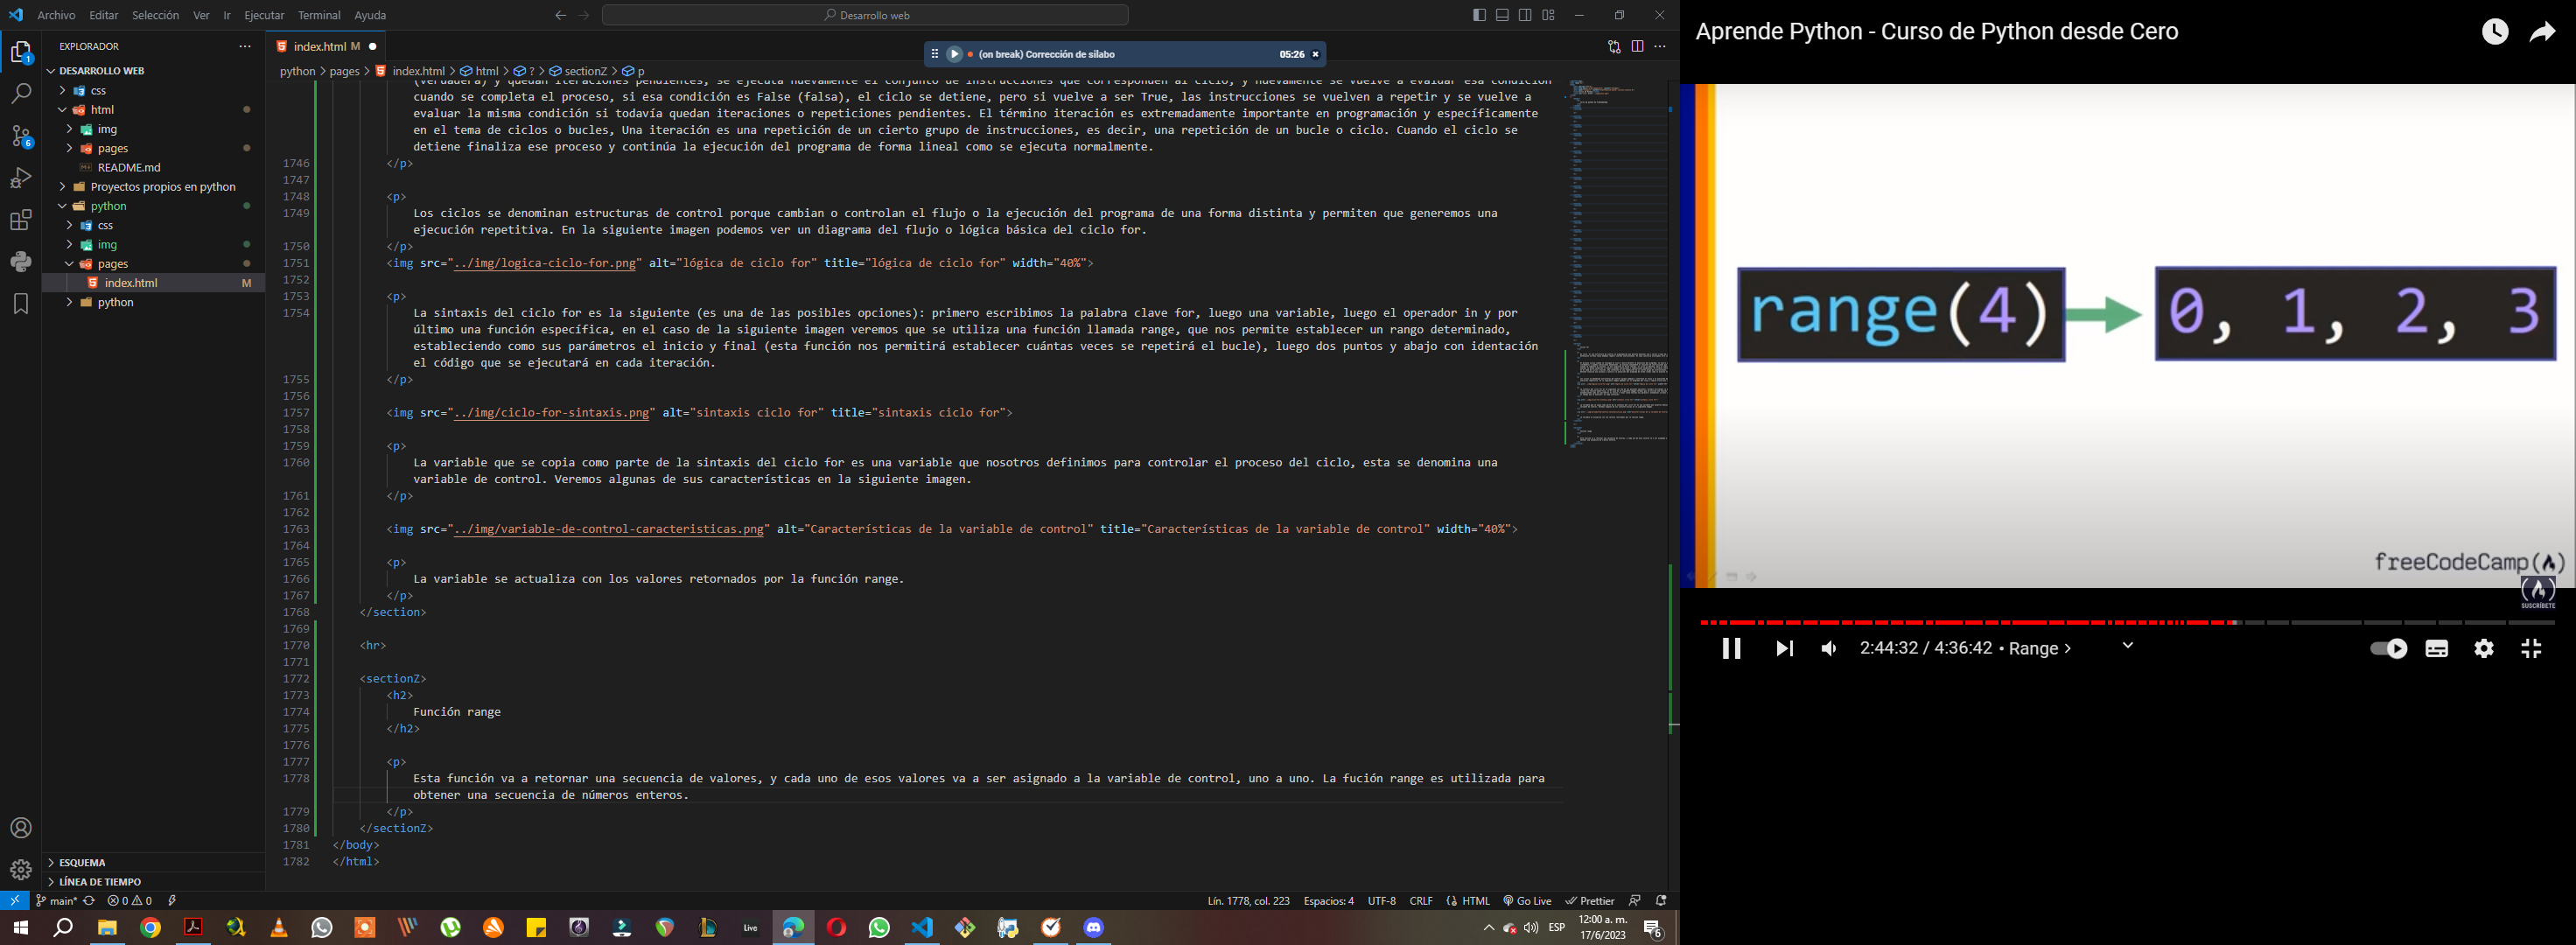 Archivo Editar Selección Ver Ir Ejecutar Terminal Ayuda
Desarrollo web
EXPLORADOR
DESARROLLO WEB
css
html
img
pages
README.md
Proyectos propios en python
python
css
img
pages
index.html M
python
ESQUEMA
LÍNEA DE TIEMPO
index.html M
(on break) Corrección de sílabo 05:26
python > pages > index.html > html > ? > sectionZ > p
(verdadera) y quedan iteraciones pendientes, se ejecuta nuevamente el conjunto de instrucciones que corresponden al ciclo, y nuevamente se vuelve a evaluar esa condición
cuando se completa el proceso, si esa condición es False (falsa), el ciclo se detiene, pero si vuelve a ser True, las instrucciones se vuelven a repetir y se vuelve a
evaluar la misma condición si todavía quedan iteraciones o repeticiones pendientes. El término iteración es extremadamente importante en programación y específicamente
en el tema de ciclos o bucles, Una iteración es una repetición de un cierto grupo de instrucciones, es decir, una repetición de un bucle o ciclo. Cuando el ciclo se
detiene finaliza ese proceso y continúa la ejecución del programa de forma lineal como se ejecuta normalmente.
1746 </p>
1747
1748 <p>
1749 Los ciclos se denominan estructuras de control porque cambian o controlan el flujo o la ejecución del programa de una forma distinta y permiten que generemos una
ejecución repetitiva. En la siguiente imagen podemos ver un diagrama del flujo o lógica básica del ciclo for.
1750 </p>
1751 <img src="../img/logica-ciclo-for.png" alt="lógica de ciclo for" title="lógica de ciclo for" width="40%">
1752
1753 <p>
1754 La sintaxis del ciclo for es la siguiente (es una de las posibles opciones): primero escribimos la palabra clave for, luego una variable, luego el operador in y por
último una función específica, en el caso de la siguiente imagen veremos que se utiliza una función llamada range, que nos permite establecer un rango determinado,
estableciendo como sus parámetros el inicio y final (esta función nos permitirá establecer cuántas veces se repetirá el bucle), luego dos puntos y abajo con identación
el código que se ejecutará en cada iteración.
1755 </p>
1756
1757 <img src="../img/ciclo-for-sintaxis.png" alt="sintaxis ciclo for" title="sintaxis ciclo for">
1758
1759 <p>
1760 La variable que se copia como parte de la sintaxis del ciclo for es una variable que nosotros definimos para controlar el proceso del ciclo, esta se denomina una
variable de control. Veremos algunas de sus características en la siguiente imagen.
1761 </p>
1762
1763 <img src="../img/variable-de-control-caracteristicas.png" alt="Características de la variable de control" title="Características de la variable de control" width="40%">
1764
1765 <p>
1766 La variable se actualiza con los valores retornados por la función range.
1767 </p>
1768 </section>
1769
1770 <hr>
1771
1772 <sectionZ>
1773 <h2>
1774 Función range
1775 </h2>
1776
1777 <p>
1778 Esta función va a retornar una secuencia de valores, y cada uno de esos valores va a ser asignado a la variable de control, uno a uno. La fución range es utilizada para
obtener una secuencia de números enteros.
1779 </p>
1780 </sectionZ>
1781 </body>
1782 </html>
main* 0 0
Lín. 1778, col. 223 Espacios: 4 UTF-8 CRLF HTML Go Live Prettier
Live
ESP
12:00 a. m.
17/6/2023
6
Aprende Python - Curso de Python desde Cero
range(4) 0, 1, 2, 3
freeCodeCamp
SUSCRÍBETE
2:44:32 / 4:36:42 • Range >